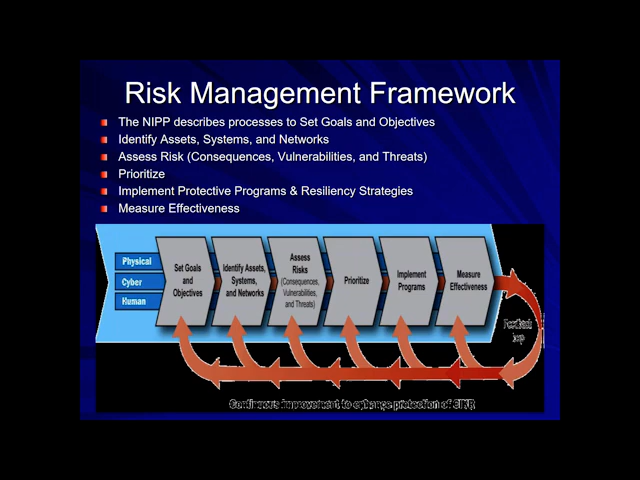 Risk Management Framework
The NIPP describes processes to Set Goals and Objectives
Identify Assets, Systems, and Networks
Assess Risk (Consequences, Vulnerabilities, and Threats)
Prioritize
Implement Protective Programs & Resiliency Strategies
Measure Effectiveness
Physical
Cyber
Human
Set Goals
and
Objectives
Identify Assets,
Systems,
and Networks
Assess
Risks
(Consequences,
Vulnerabilities,
and Threats)
Prioritize
Implement
Programs
Measure
Effectiveness
Feedback
loop
Continuous improvement to enhance protection of CIKR